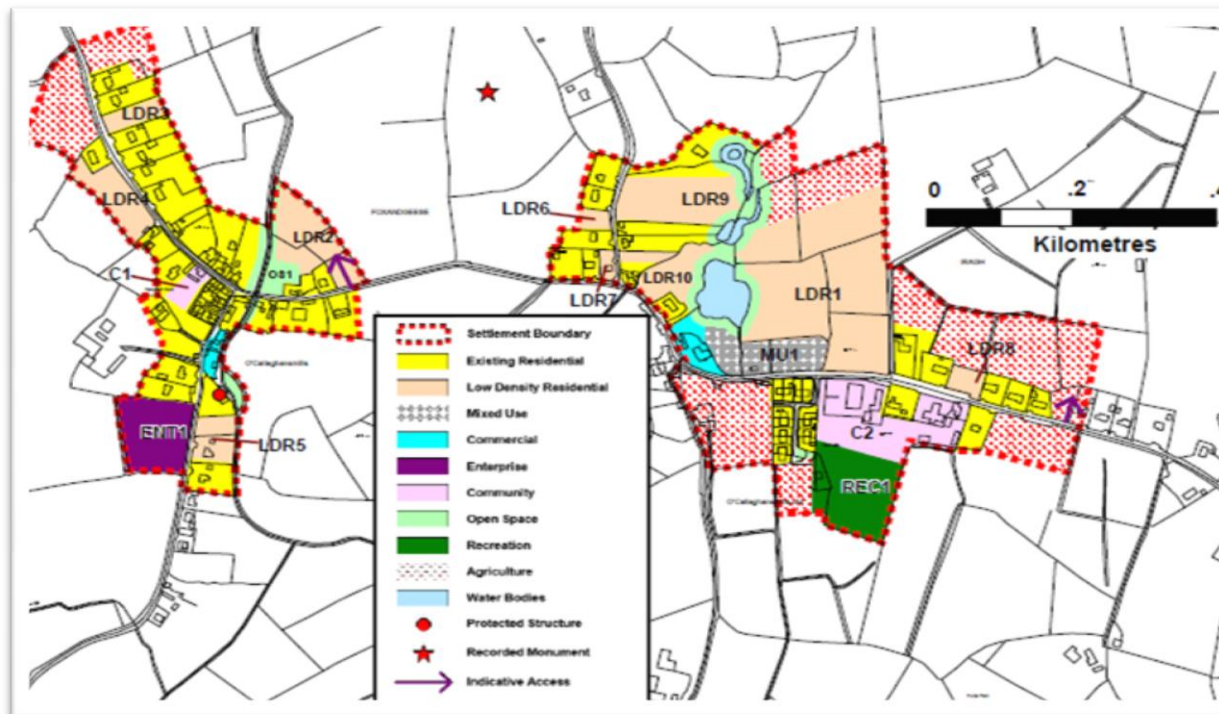 LDR3
LDR4
LDR2
C1
OS1
ENT1
LDR5
LDR6
LDR9
LDR7
LDR10
LDR1
MU1
LDR8
C2
REC1
0 .2 .4
Kilometres
Settlement Boundary
Existing Residential
Low Density Residential
Mixed Use
Commercial
Enterprise
Community
Open Space
Recreation
Agriculture
Water Bodies
Protected Structure
Recorded Monument
Indicative Access